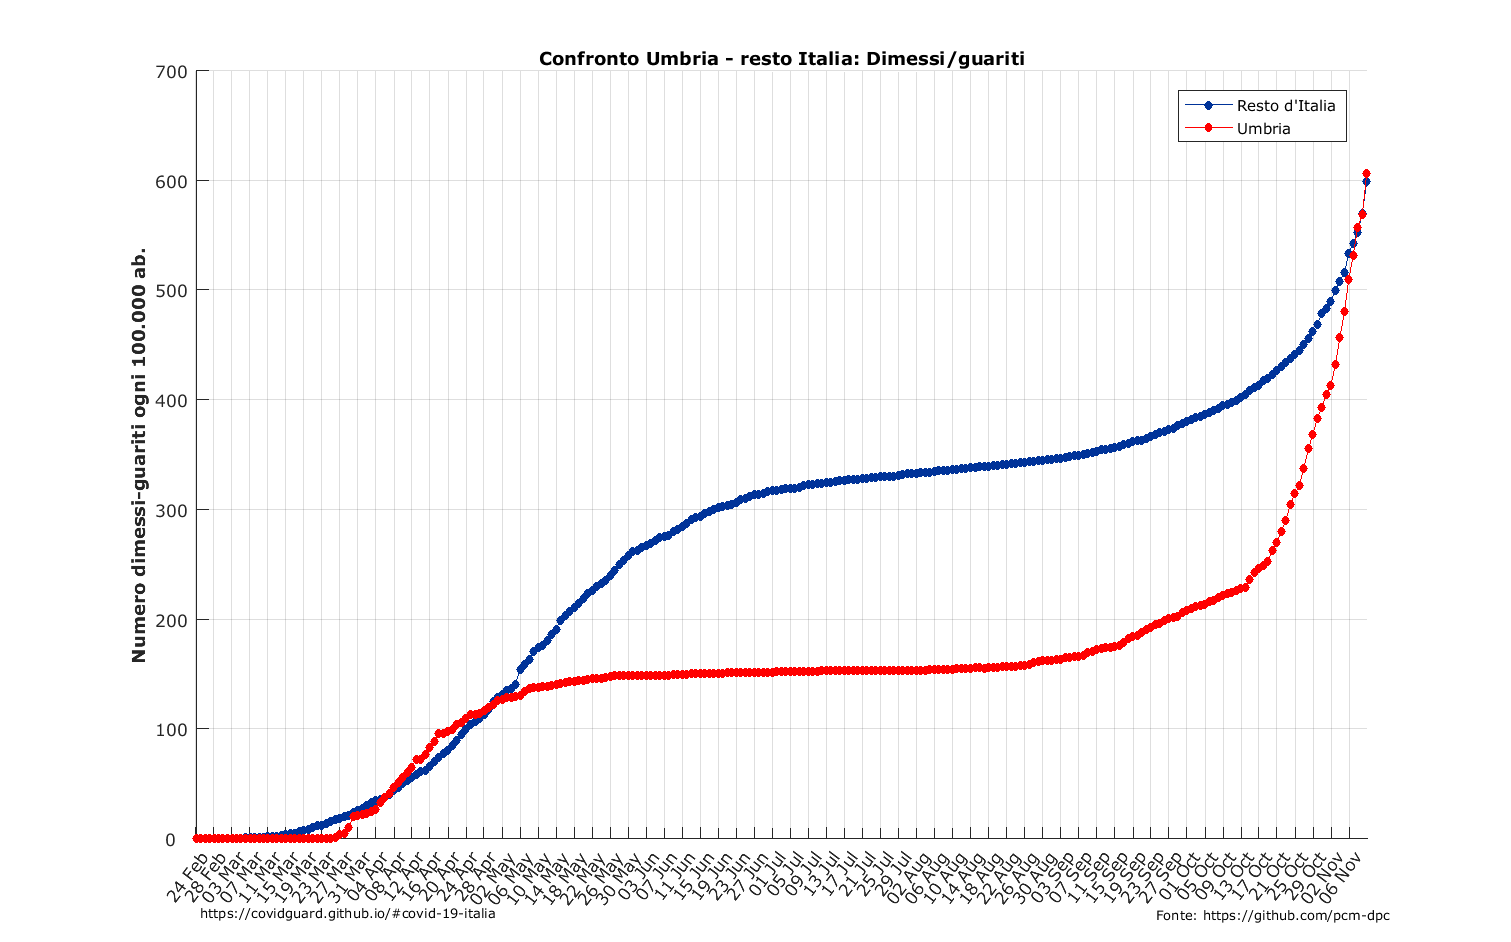 Confronto Umbria - resto Italia: Dimessi/guariti
Numero dimessi-guariti ogni 100.000 ab.
700
600
500
400
300
200
100
0
Resto d'Italia
Umbria
24 Feb
28 Feb
03 Mar
07 Mar
11 Mar
15 Mar
19 Mar
23 Mar
27 Mar
31 Mar
04 Apr
08 Apr
12 Apr
16 Apr
20 Apr
24 Apr
28 Apr
02 May
06 May
10 May
14 May
18 May
22 May
26 May
30 May
03 Jun
07 Jun
11 Jun
15 Jun
19 Jun
23 Jun
27 Jun
01 Jul
05 Jul
09 Jul
13 Jul
17 Jul
21 Jul
25 Jul
29 Jul
02 Aug
06 Aug
10 Aug
14 Aug
18 Aug
22 Aug
26 Aug
30 Aug
03 Sep
07 Sep
11 Sep
15 Sep
19 Sep
23 Sep
27 Sep
01 Oct
05 Oct
09 Oct
13 Oct
17 Oct
21 Oct
25 Oct
29 Oct
02 Nov
06 Nov
https://covidguard.github.io/#covid-19-italia
Fonte: https://github.com/pcm-dpc